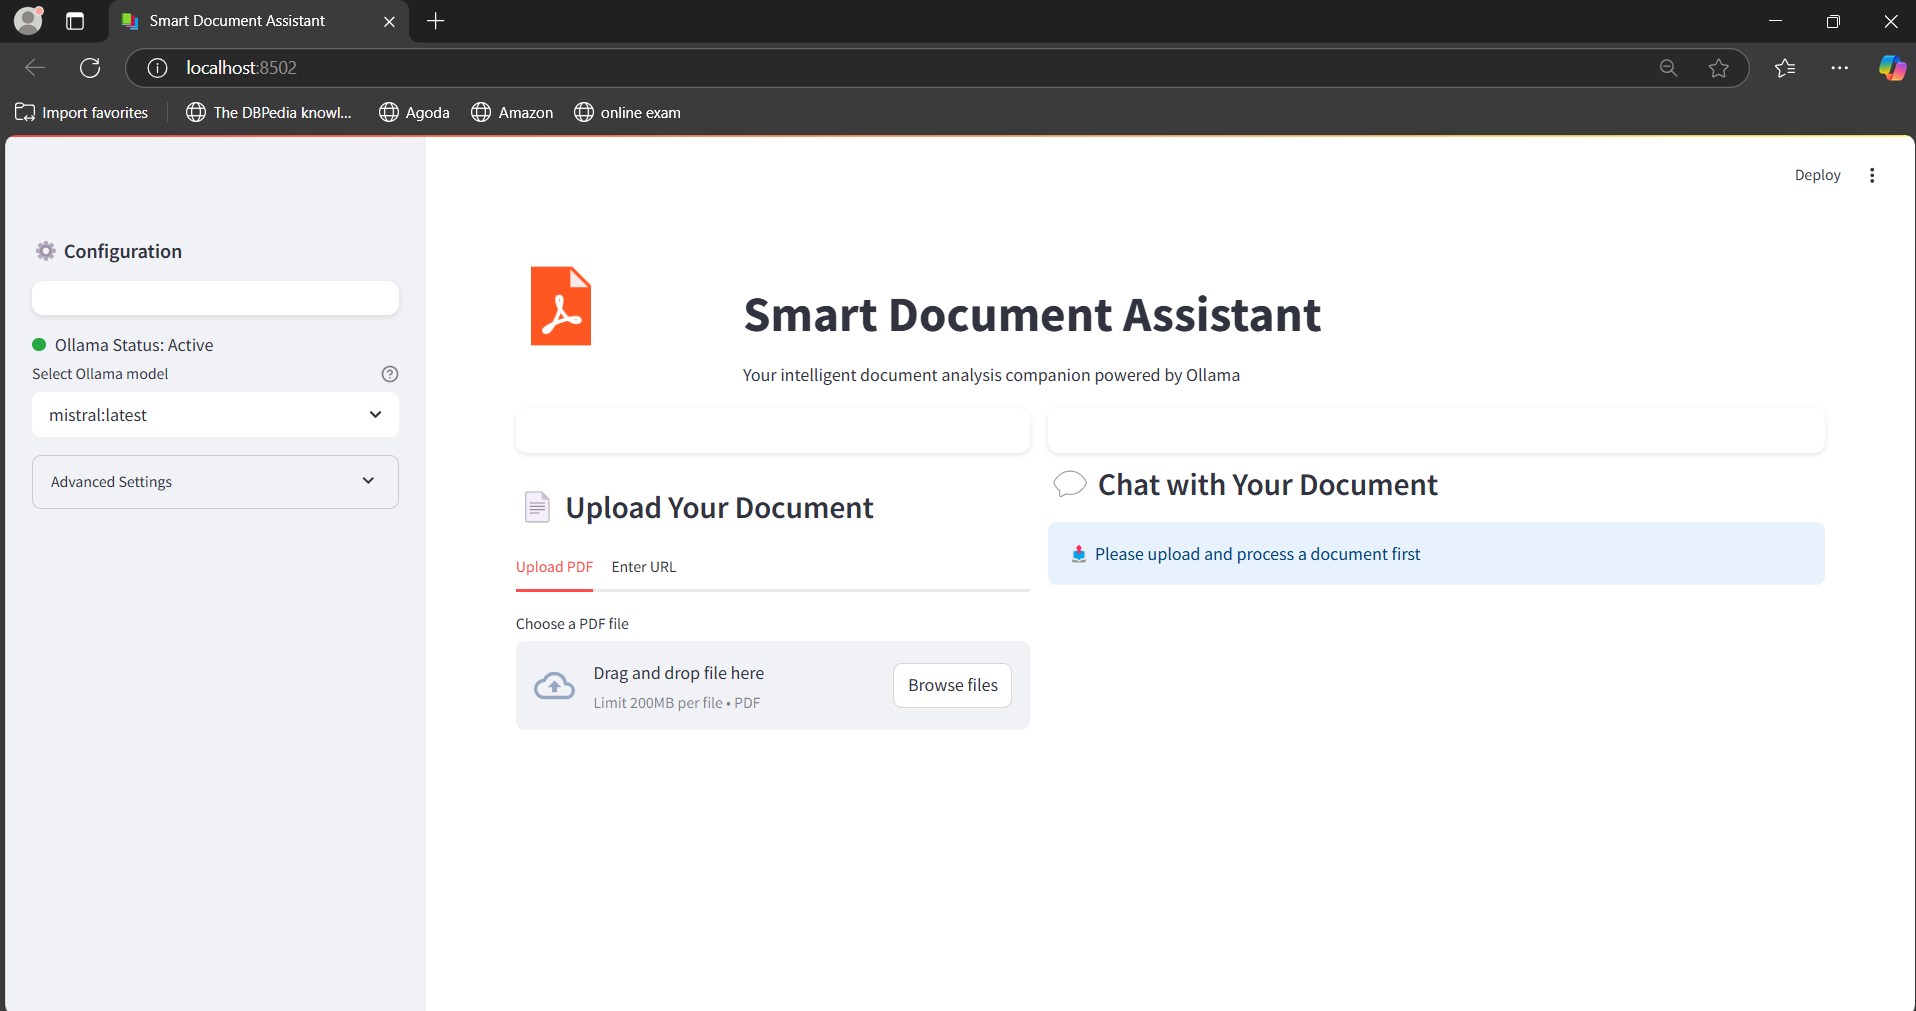 Smart Document Assistant
localhost:8502
Import favorites
The DBPedia knowl...
Agoda
Amazon
online exam
Deploy
Configuration
Ollama Status: Active
Select Ollama model
mistral:latest
Advanced Settings
Smart Document Assistant
Your intelligent document analysis companion powered by Ollama
Upload Your Document
Upload PDF
Enter URL
Choose a PDF file
Drag and drop file here
Limit 200MB per file • PDF
Browse files
Chat with Your Document
Please upload and process a document first